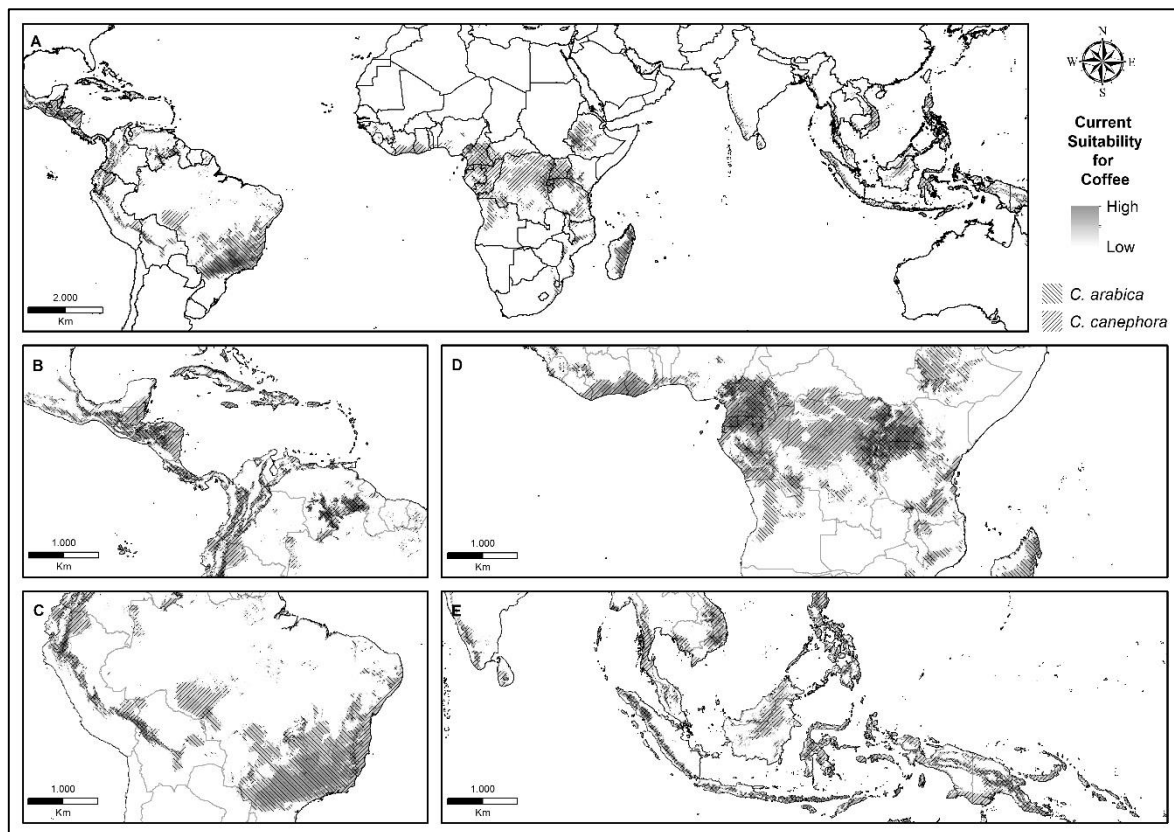 A
N
W E
S
Current
Suitability
for
Coffee
High
Low
C. arabica
C. canephora
2.000
Km
B
1.000
Km
D
1.000
Km
C
1.000
Km
E
1.000
Km